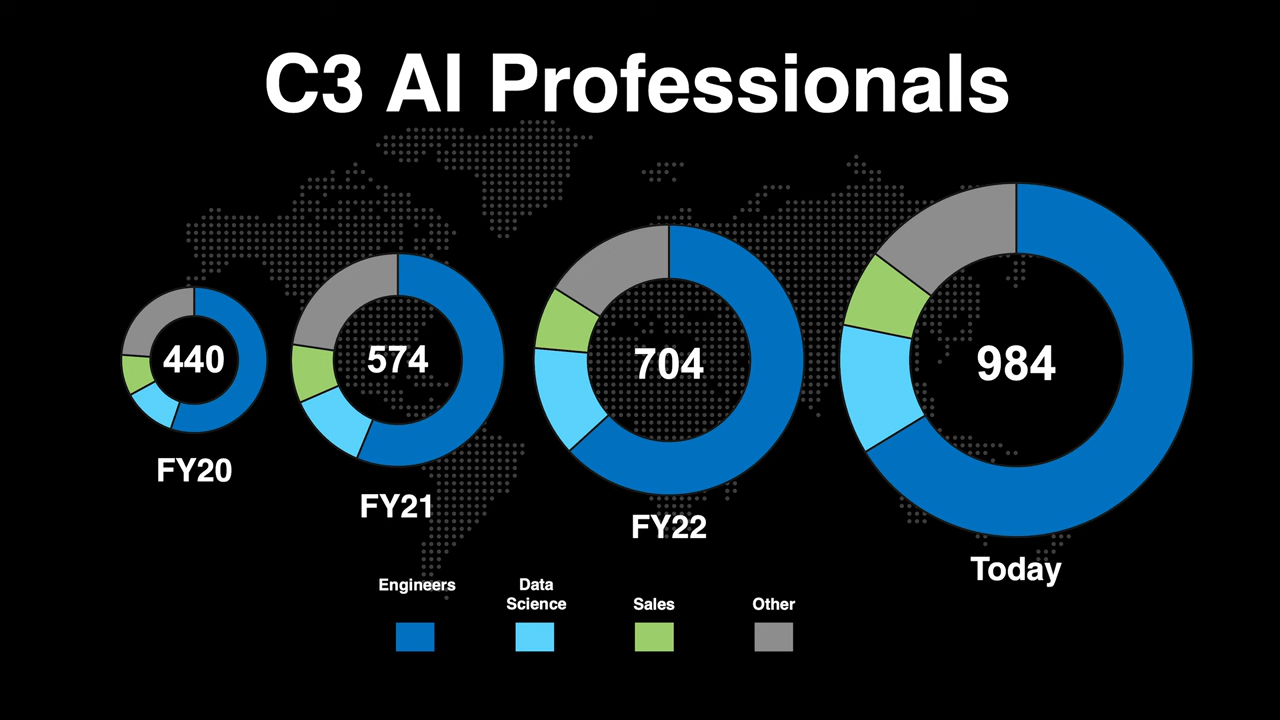 C3 AI Professionals
440
574
704
984
FY20
FY21
FY22
Today
Engineers
Data
Science
Sales
Other